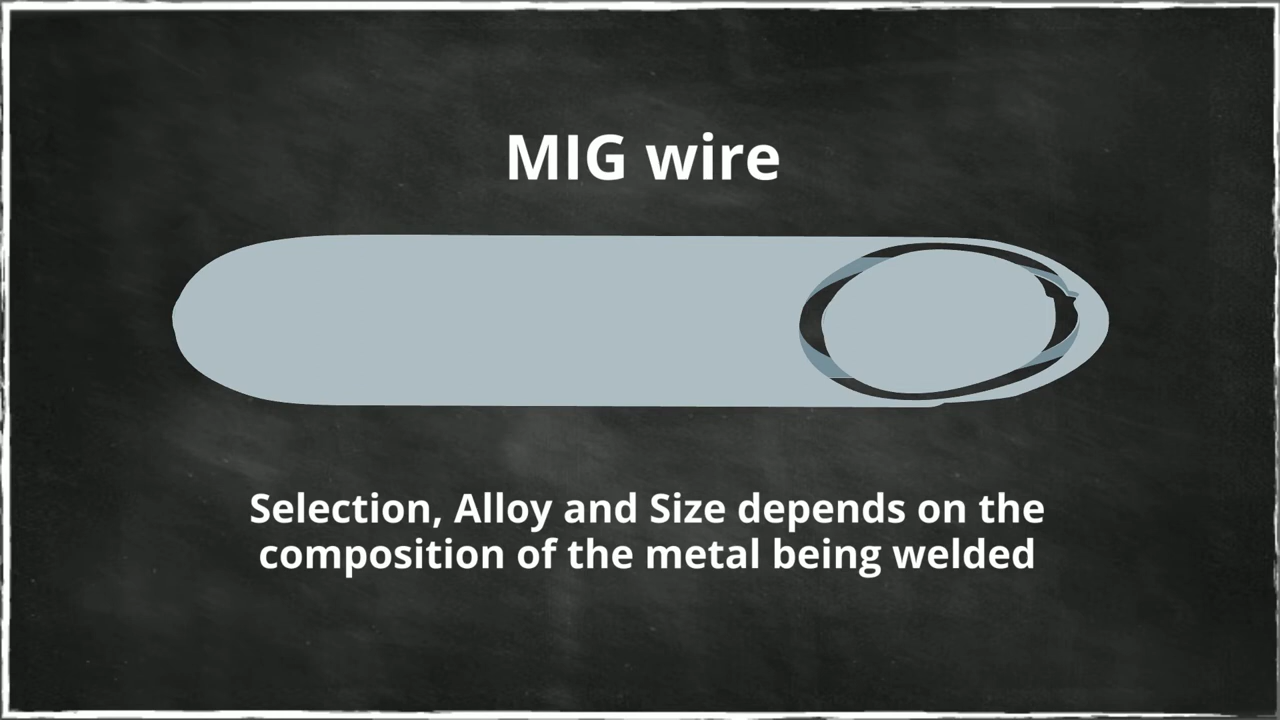 MIG wire
Selection, Alloy and Size depends on the
composition of the metal being welded